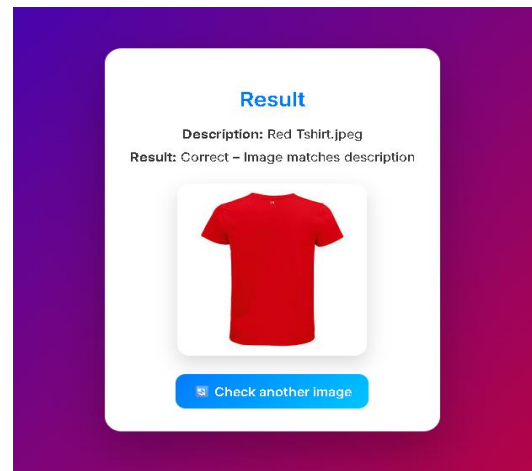 Result
Description: Red Tshirt.jpeg
Result: Correct – Image matches description
Check another image